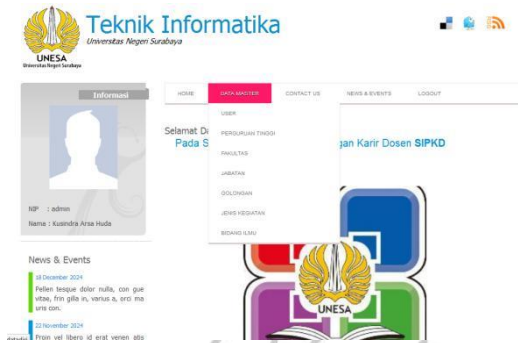 Teknik Informatika
Universitas Negeri Surabaya
UNESA
Universitas Negeri Surabaya
Informasi
HOME DATA MASTER CONTACT US NEWS & EVENTS LOGOUT
USER
PERGURUAN TINGGI
FAKULTAS
JABATAN
GOLONGAN
JENIS KEGIATAN
BIDANG ILMU
Selamat Da
Pada S gan Karir Dosen SIPKD
NIP : admin
Nama : Kusindra Arsa Huda
UNESA
News & Events
18 Desember 2024
Pellen tesque dolor nulla, con gue
vitae, frin gilla in, varius a, orci ma
uris con.
22 November 2024
Proin vel libero id erat venen atis